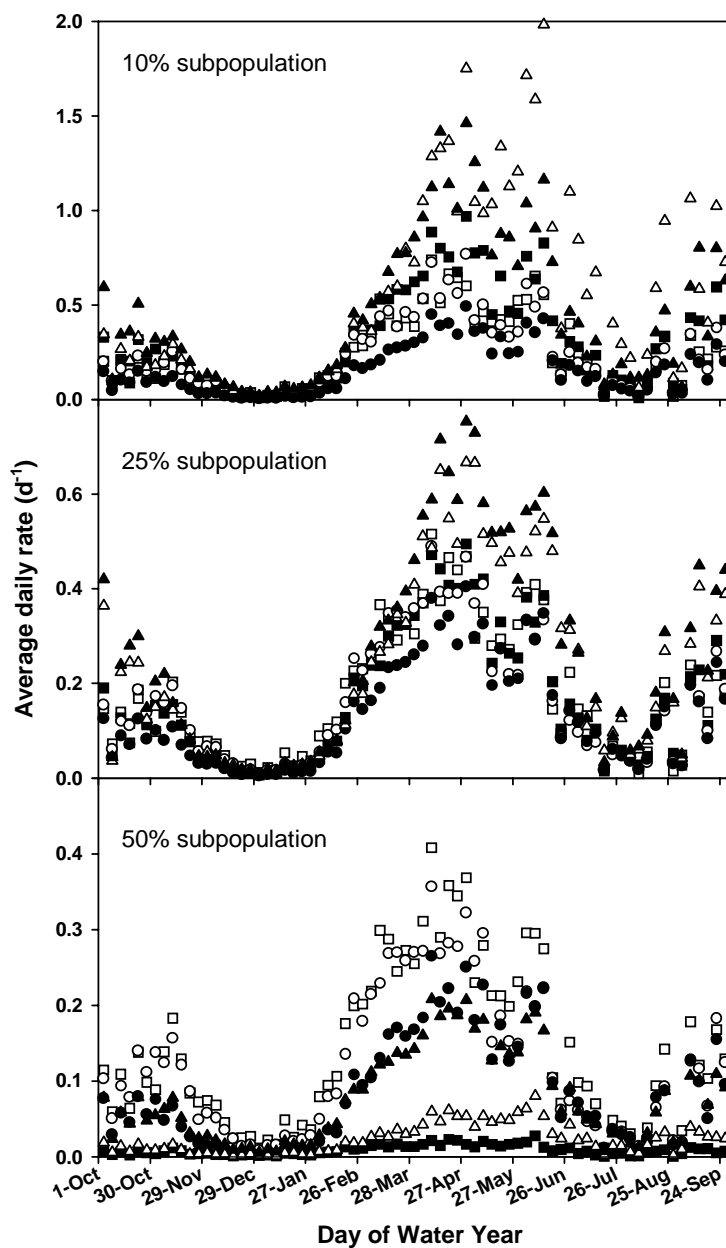 2.0
10% subpopulation
1.5
1.0
0.5
0.0
25% subpopulation
0.6
0.4
0.2
0.0
50% subpopulation
0.4
0.3
0.2
0.1
0.0
Average daily rate (d⁻¹)
1-Oct
30-Oct
29-Nov
29-Dec
27-Jan
26-Feb
28-Mar
27-Apr
27-May
26-Jun
26-Jul
25-Aug
24-Sep
Day of Water Year